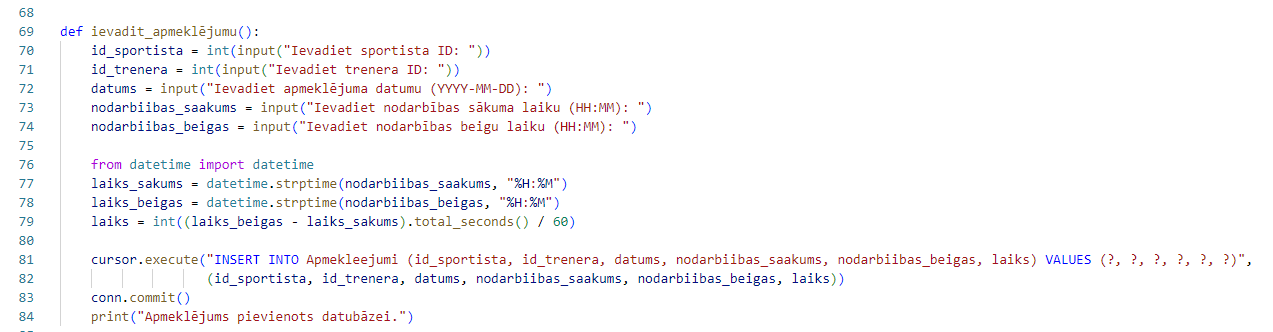 68
69 def ievadit_apmeklējumu():
70 id_sportista = int(input("Ievadiet sportista ID: "))
71 id_trenera = int(input("Ievadiet trenera ID: "))
72 datums = input("Ievadiet apmeklējuma datumu (YYYY-MM-DD): ")
73 nodarbiibas_saakums = input("Ievadiet nodarbības sākuma laiku (HH:MM): ")
74 nodarbiibas_beigas = input("Ievadiet nodarbības beigu laiku (HH:MM): ")
75
76 from datetime import datetime
77 laiks_sakums = datetime.strptime(nodarbiibas_saakums, "%H:%M")
78 laiks_beigas = datetime.strptime(nodarbiibas_beigas, "%H:%M")
79 laiks = int((laiks_beigas - laiks_sakums).total_seconds() / 60)
80
81 cursor.execute("INSERT INTO Apmekleejumi (id_sportista, id_trenera, datums, nodarbiibas_saakums, nodarbiibas_beigas, laiks) VALUES (?, ?, ?, ?, ?, ?)",
82 (id_sportista, id_trenera, datums, nodarbiibas_saakums, nodarbiibas_beigas, laiks))
83 conn.commit()
84 print("Apmeklējums pievienots datubāzei.")